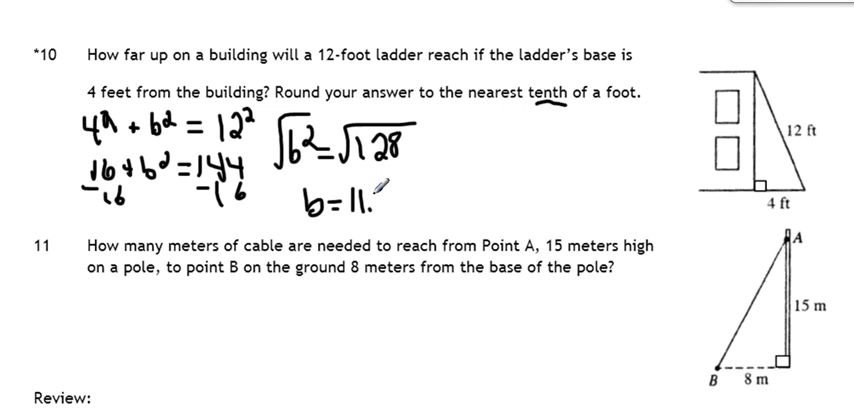 *10 How far up on a building will a 12-foot ladder reach if the ladder's base is
4 feet from the building? Round your answer to the nearest tenth of a foot.
4² + b² = 12²
16 + b² = 144
-16 -16
√b² = √128
b = 11.
12 ft
4 ft
11 How many meters of cable are needed to reach from Point A, 15 meters high
on a pole, to point B on the ground 8 meters from the base of the pole?
A
15 m
B 8 m
Review: